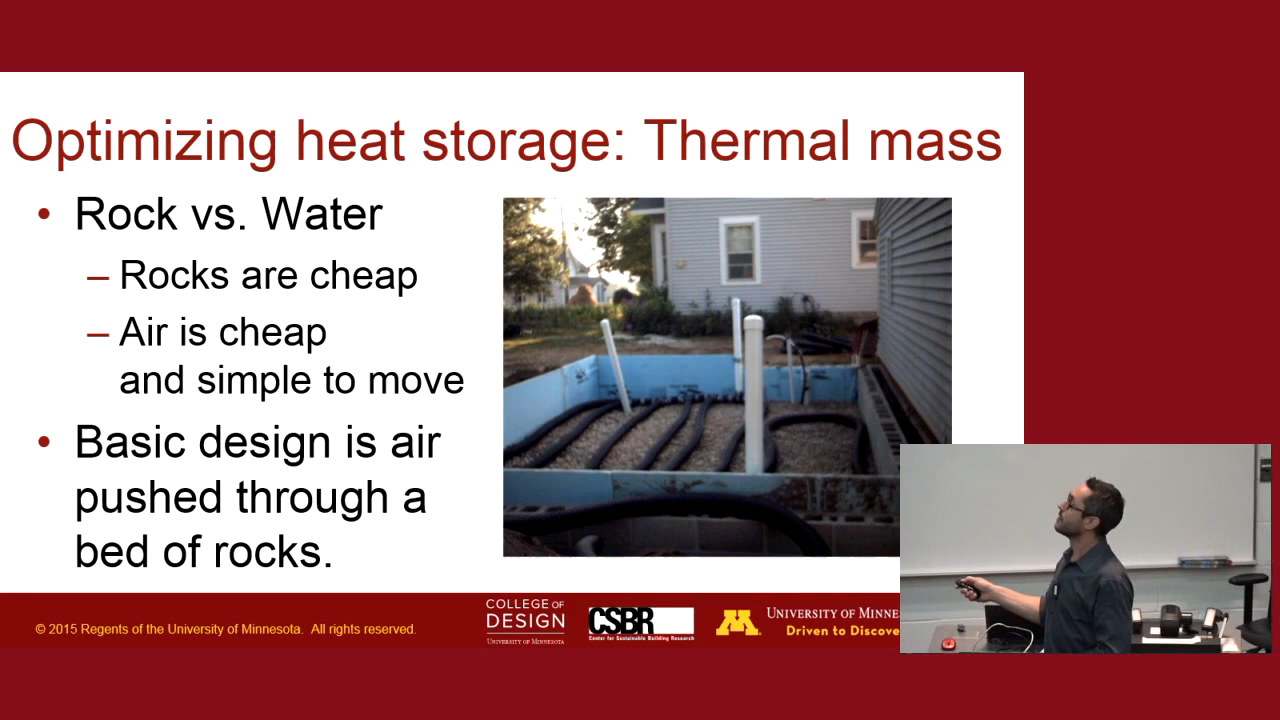 Optimizing heat storage: Thermal mass
• Rock vs. Water
– Rocks are cheap
– Air is cheap
and simple to move
• Basic design is air
pushed through a
bed of rocks.
© 2015 Regents of the University of Minnesota. All rights reserved.
COLLEGE OF
DESIGN
UNIVERSITY OF MINNESOTA
CSBR
Center for Sustainable Building Research
M
UNIVERSITY OF MINNE
Driven to Discove